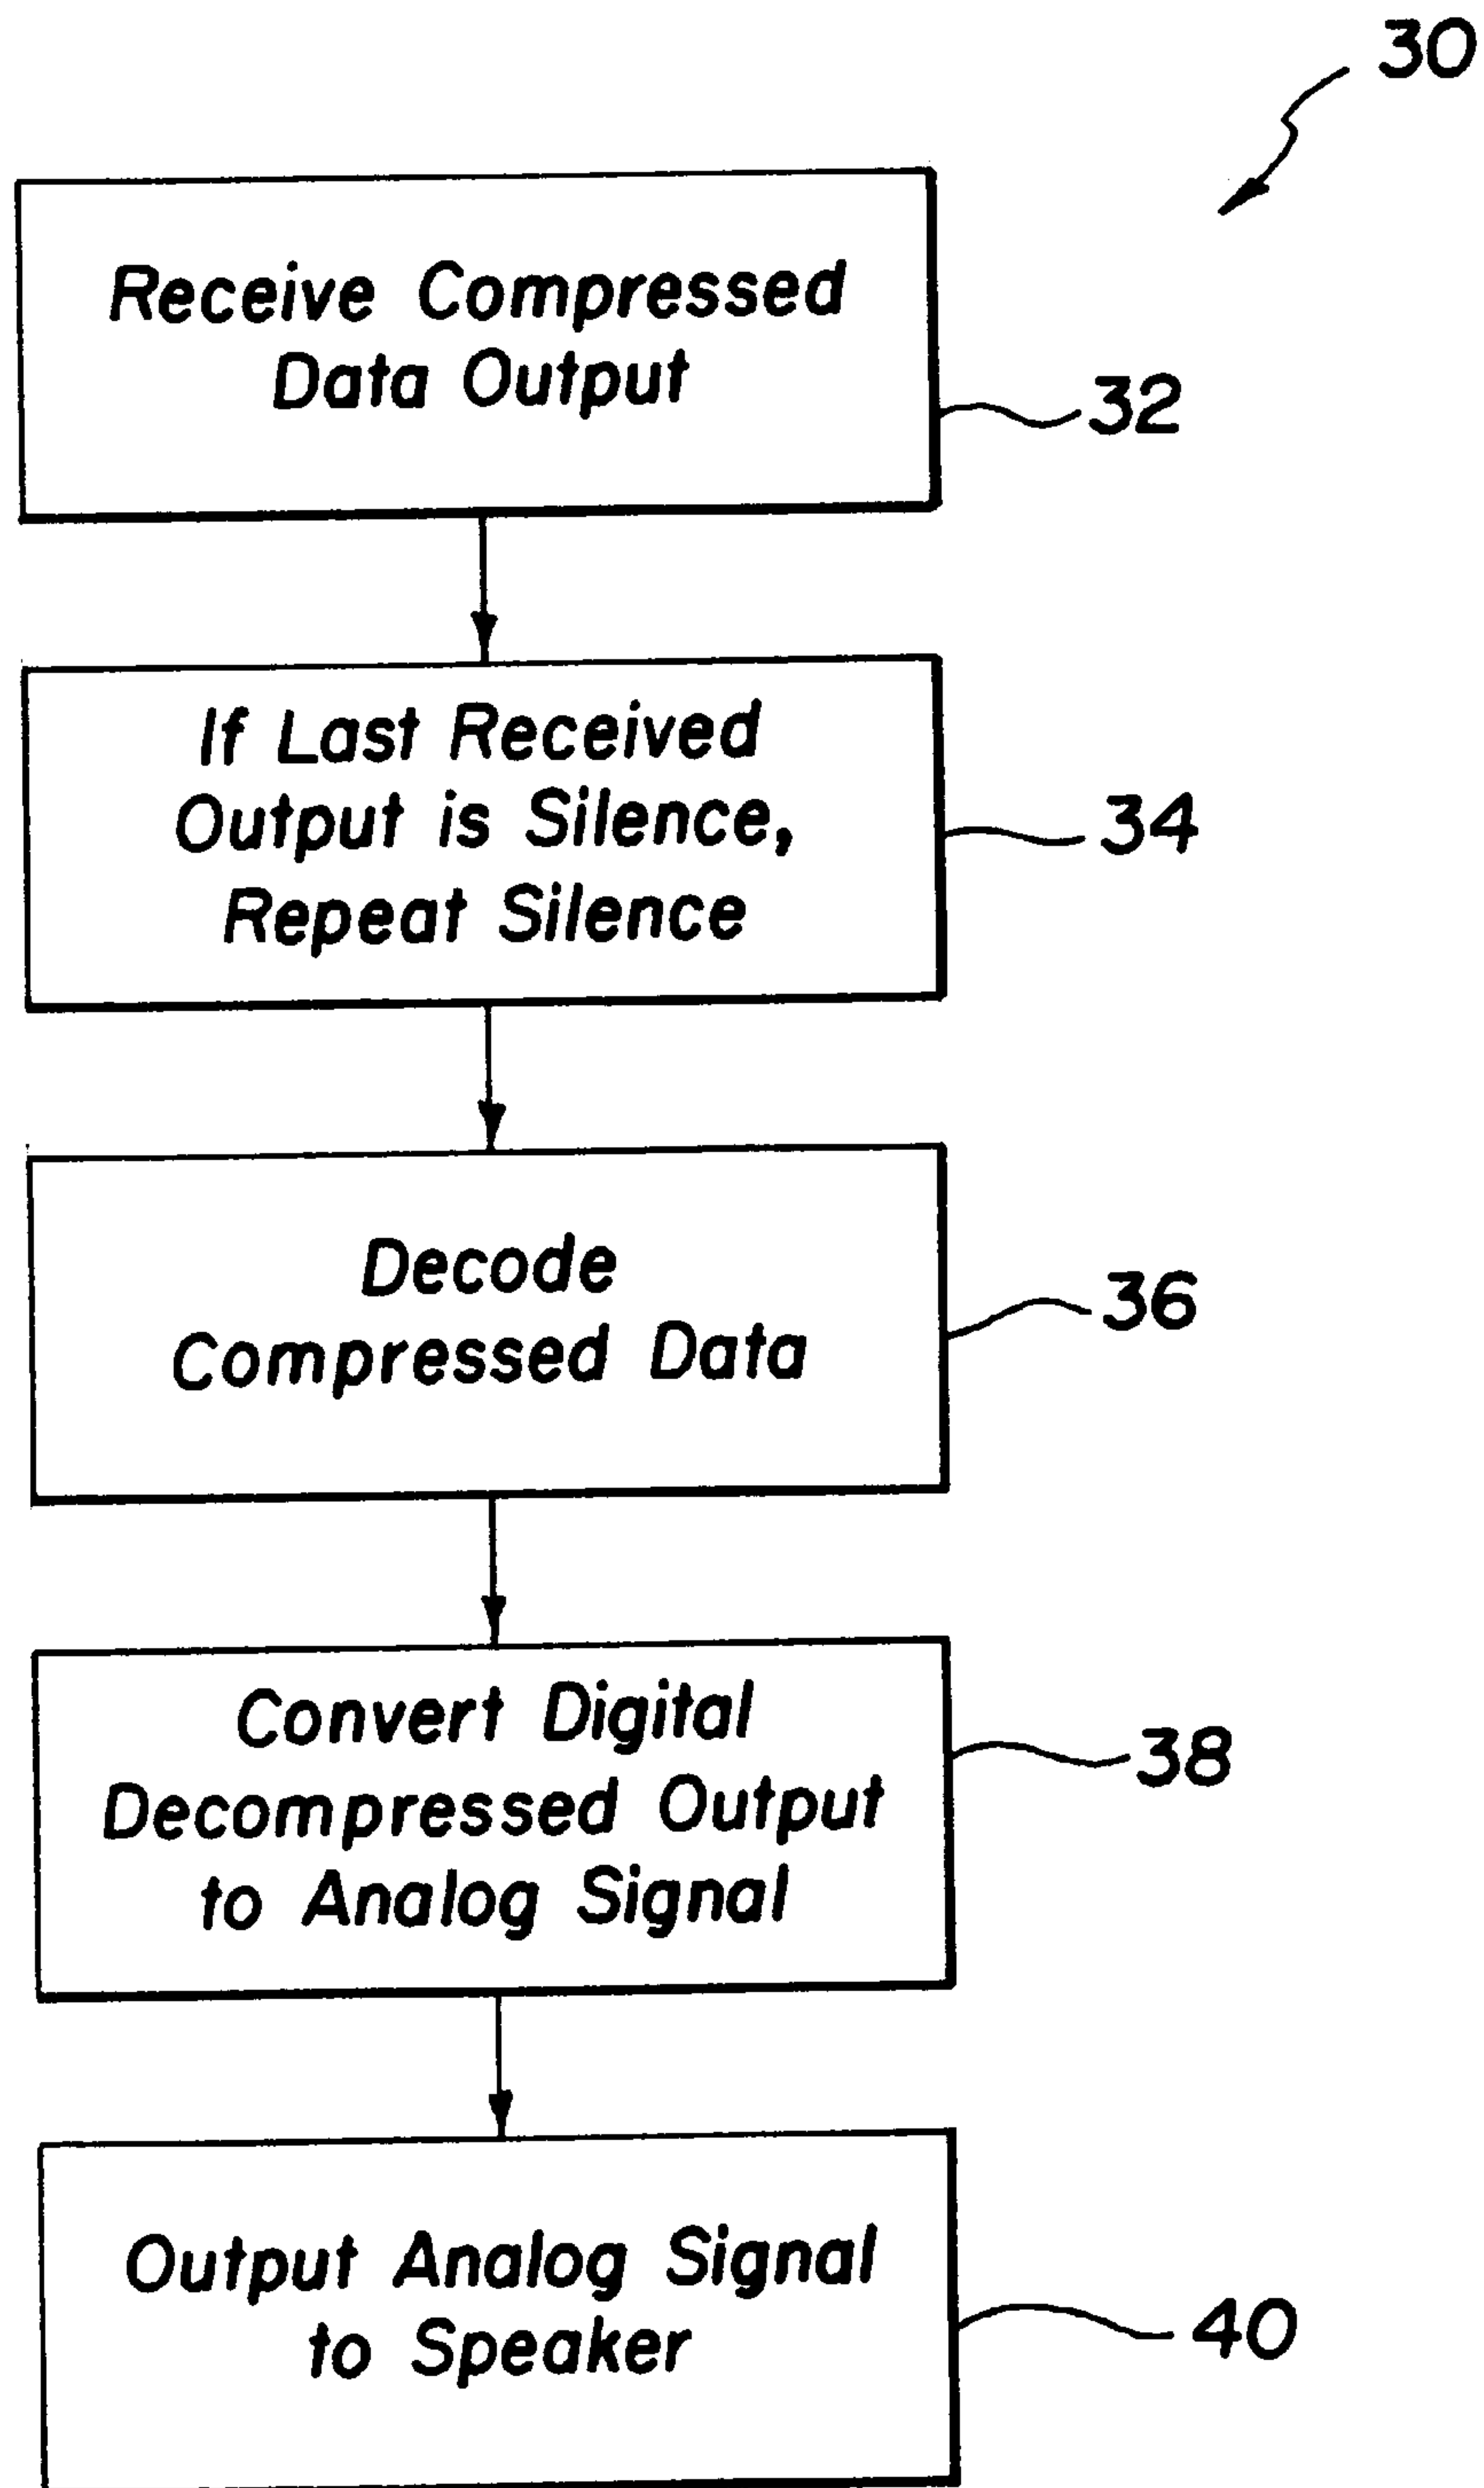 30
Receive Compressed
Data Output
32
If Last Received
Output is Silence,
Repeat Silence
34
Decode
Compressed Data
36
Convert Digital
Decompressed Output
to Analog Signal
38
Output Analog Signal
to Speaker
40